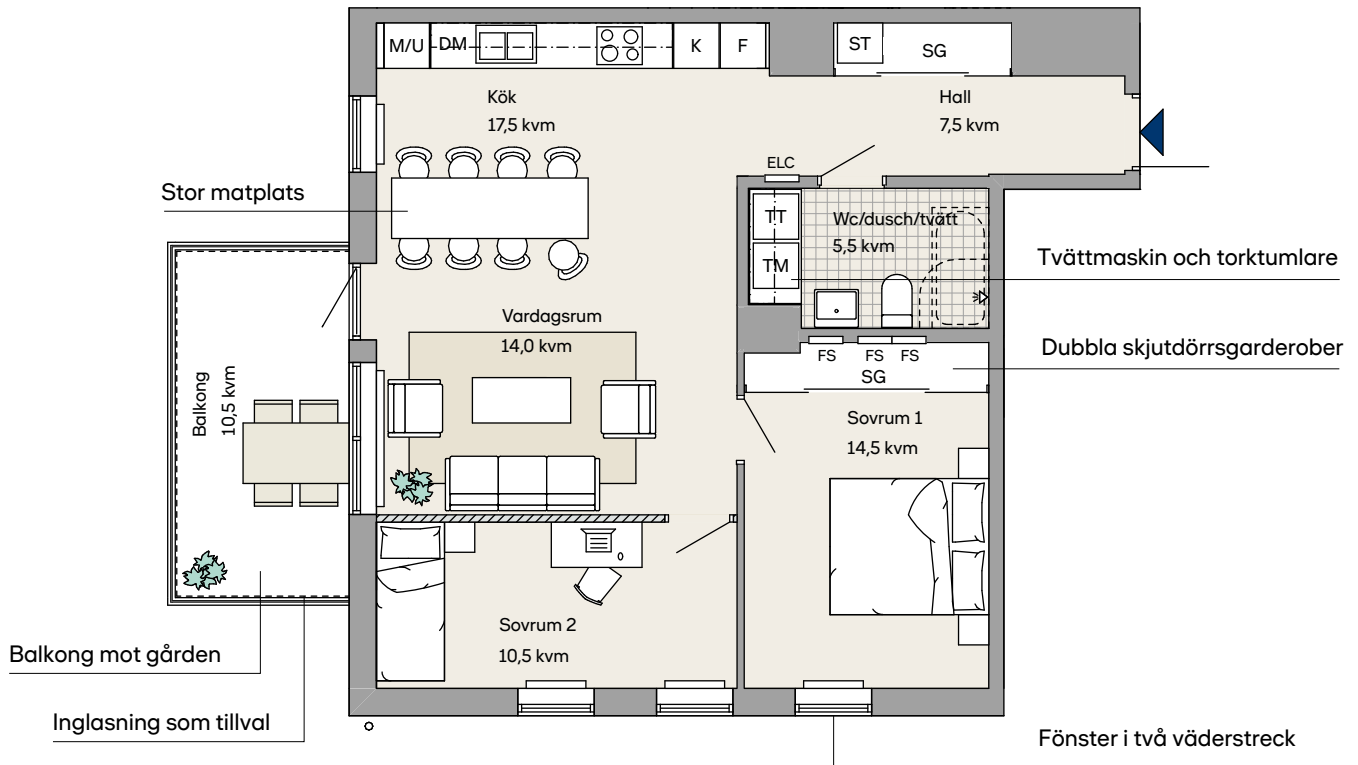 M/U
DM
K
F
ST
SG
Kök
17,5 kvm
Hall
7,5 kvm
ELC
Stor matplats
TT
Wc/dusch/tvätt
5,5 kvm
TM
Tvättmaskin och torktumlare
Vardagsrum
14,0 kvm
FS
FS
FS
SG
Dubbla skjutdörrsgarderober
Balkong
10,5 kvm
Sovrum 1
14,5 kvm
Sovrum 2
10,5 kvm
Balkong mot gården
Inglasning som tillval
Fönster i två väderstreck